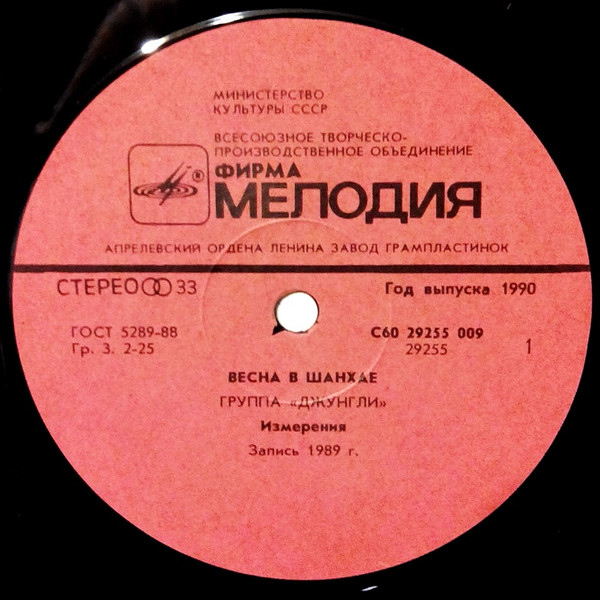 МИНИСТЕРСТВО
КУЛЬТУРЫ СССР
ВСЕСОЮЗНОЕ ТВОРЧЕСКО-
ПРОИЗВОДСТВЕННОЕ ОБЪЕДИНЕНИЕ
ФИРМА
® МЕЛОДИЯ
АПРЕЛЕВСКИЙ ОРДЕНА ЛЕНИНА ЗАВОД ГРАМПЛАСТИНОК
СТЕРЕО 33
Год выпуска 1990
ГОСТ 5289-88
Гр. 3. 2-25
С60 29255 009
29255
1
ВЕСНА В ШАНХАЕ
ГРУППА «ДЖУНГЛИ»
Измерения
Запись 1989 г.